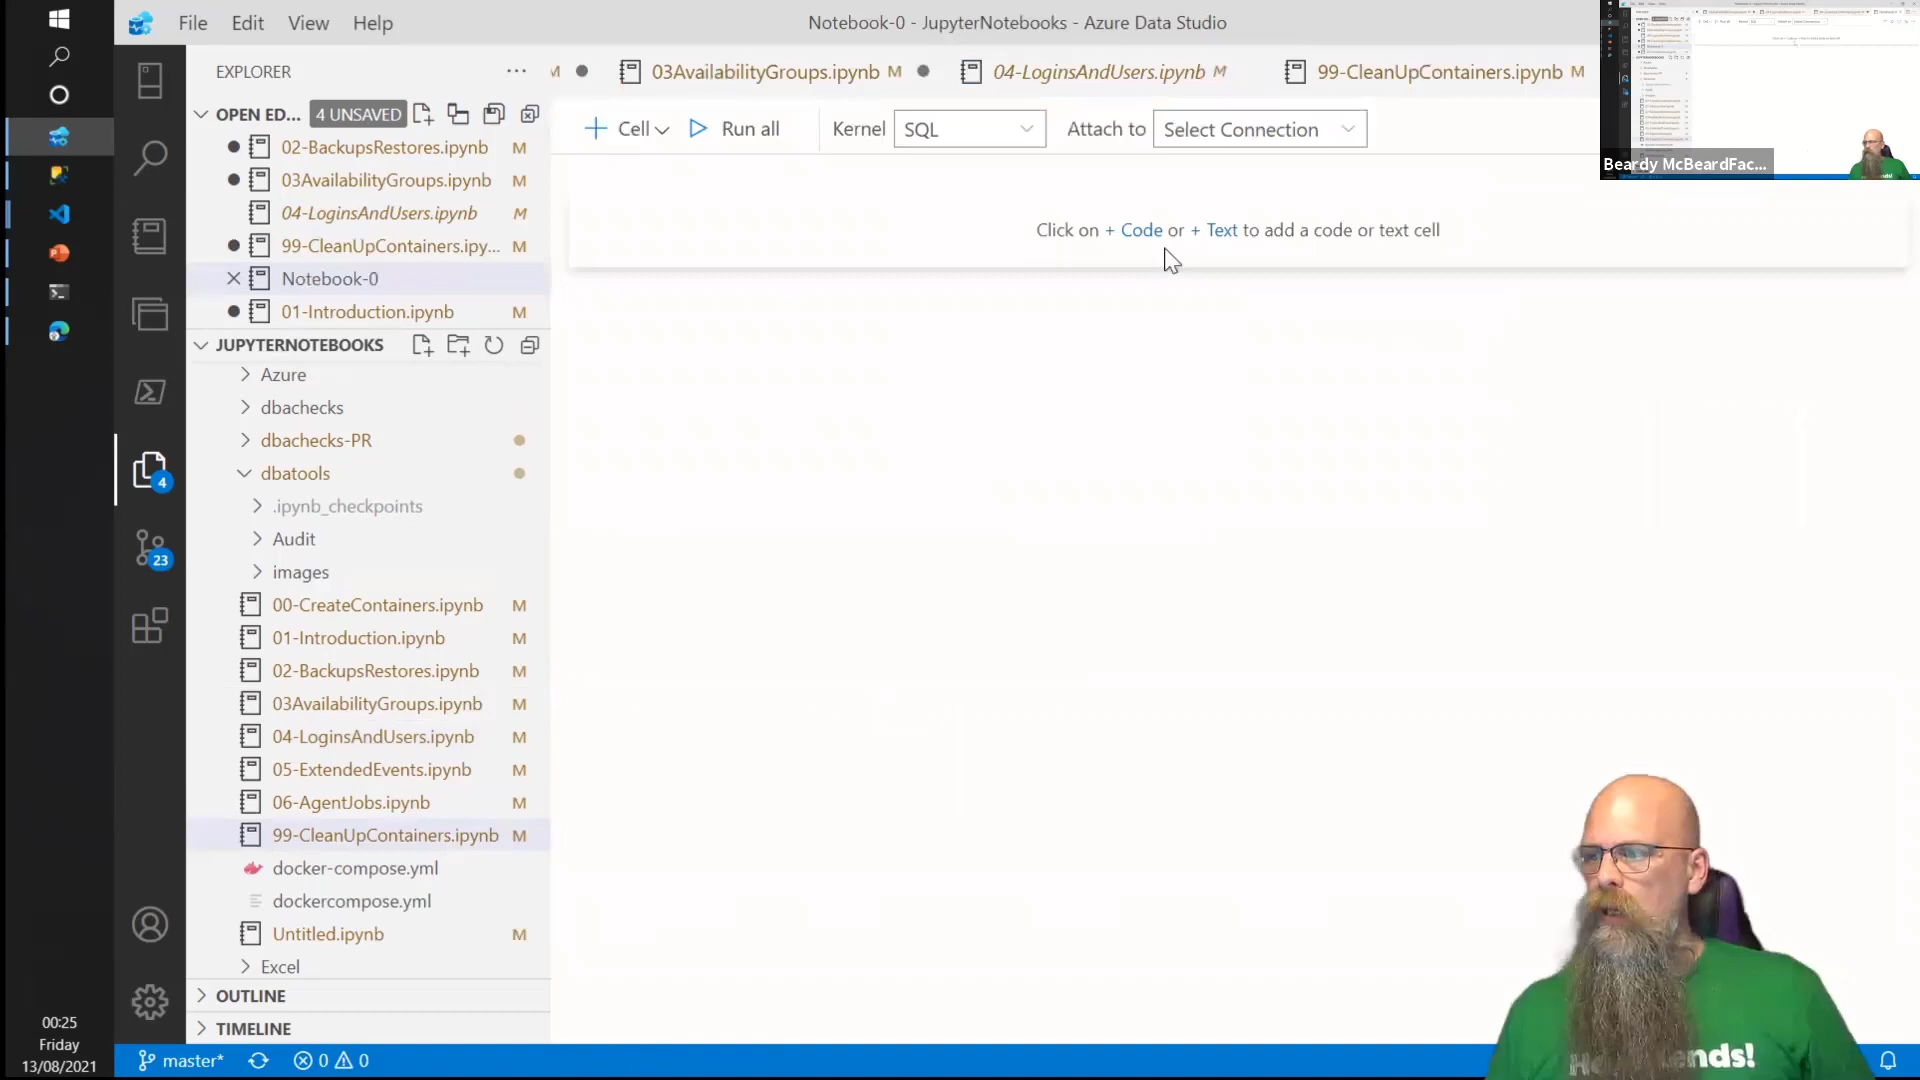 File Edit View Help
Notebook-0 - JupyterNotebooks - Azure Data Studio
EXPLORER
M 03AvailabilityGroups.ipynb M 04-LoginsAndUsers.ipynb M 99-CleanUpContainers.ipynb M
OPEN ED... 4 UNSAVED
Cell Run all Kernel SQL Attach to Select Connection
02-BackupsRestores.ipynb M
03AvailabilityGroups.ipynb M
04-LoginsAndUsers.ipynb M
99-CleanUpContainers.ipy... M
Notebook-0
01-Introduction.ipynb M
Beardy McBeardFac...
Click on + Code or + Text to add a code or text cell
JUPYTERNOTEBOOKS
Azure
dbachecks
dbachecks-PR
dbatools
.ipynb_checkpoints
Audit
images
00-CreateContainers.ipynb M
01-Introduction.ipynb M
02-BackupsRestores.ipynb M
03AvailabilityGroups.ipynb M
04-LoginsAndUsers.ipynb M
05-ExtendedEvents.ipynb M
06-AgentJobs.ipynb M
99-CleanUpContainers.ipynb M
docker-compose.yml
dockercompose.yml
Untitled.ipynb M
Excel
OUTLINE
TIMELINE
4
23
00:25
Friday
13/08/2021
master* 0 0